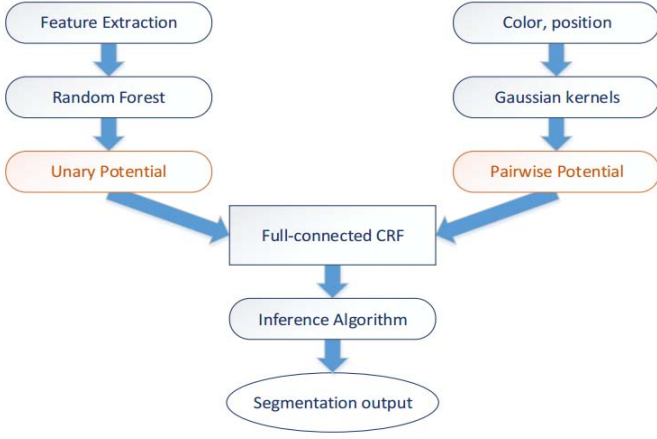 Feature Extraction
Color, position
Random Forest
Gaussian kernels
Unary Potential
Pairwise Potential
Full-connected CRF
Inference Algorithm
Segmentation output